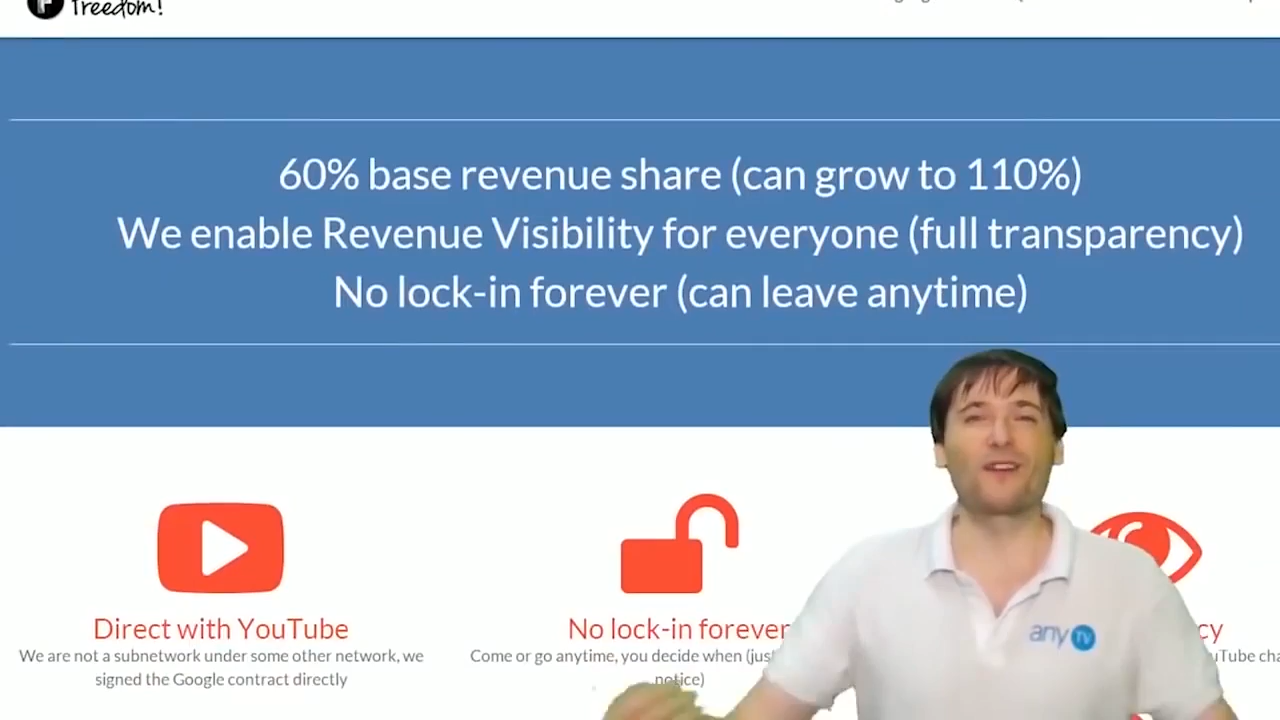 freedom!
60% base revenue share (can grow to 110%)
We enable Revenue Visibility for everyone (full transparency)
No lock-in forever (can leave anytime)
Direct with YouTube
No lock-in forever
We are not a subnetwork under some other network, we
signed the Google contract directly
Come or go anytime, you decide when (just
notice)
any TV